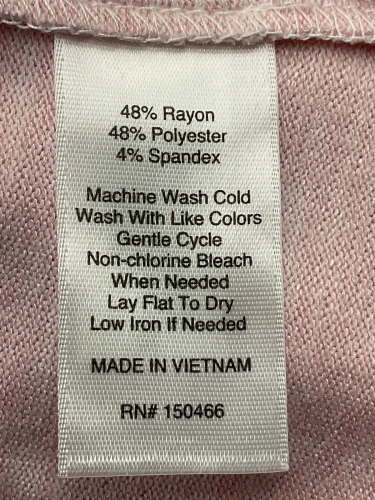 48% Rayon
48% Polyester
4% Spandex
Machine Wash Cold
Wash With Like Colors
Gentle Cycle
Non-chlorine Bleach
When Needed
Lay Flat To Dry
Low Iron If Needed
MADE IN VIETNAM
RN# 150466